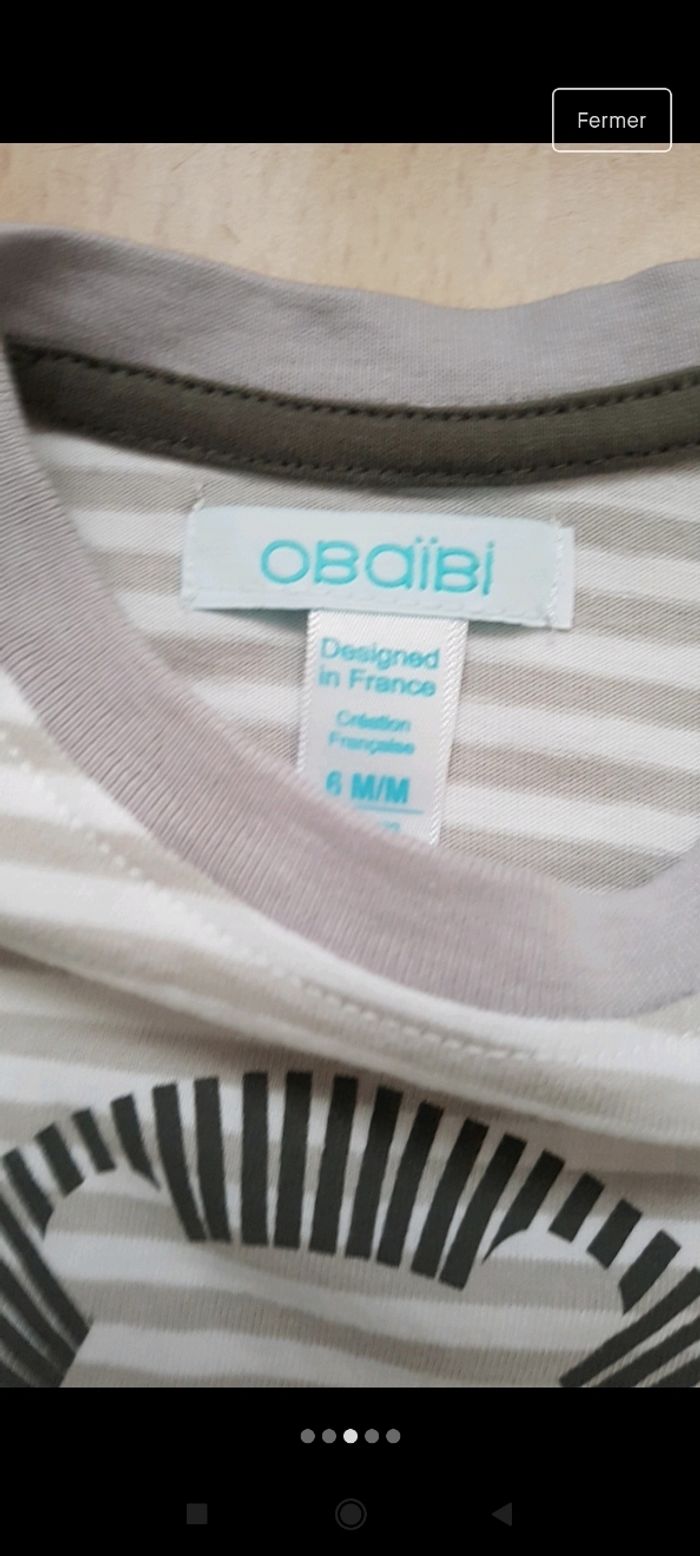 Fermer
OBaïBi
Designed
in France
Création
Française
6 M/M